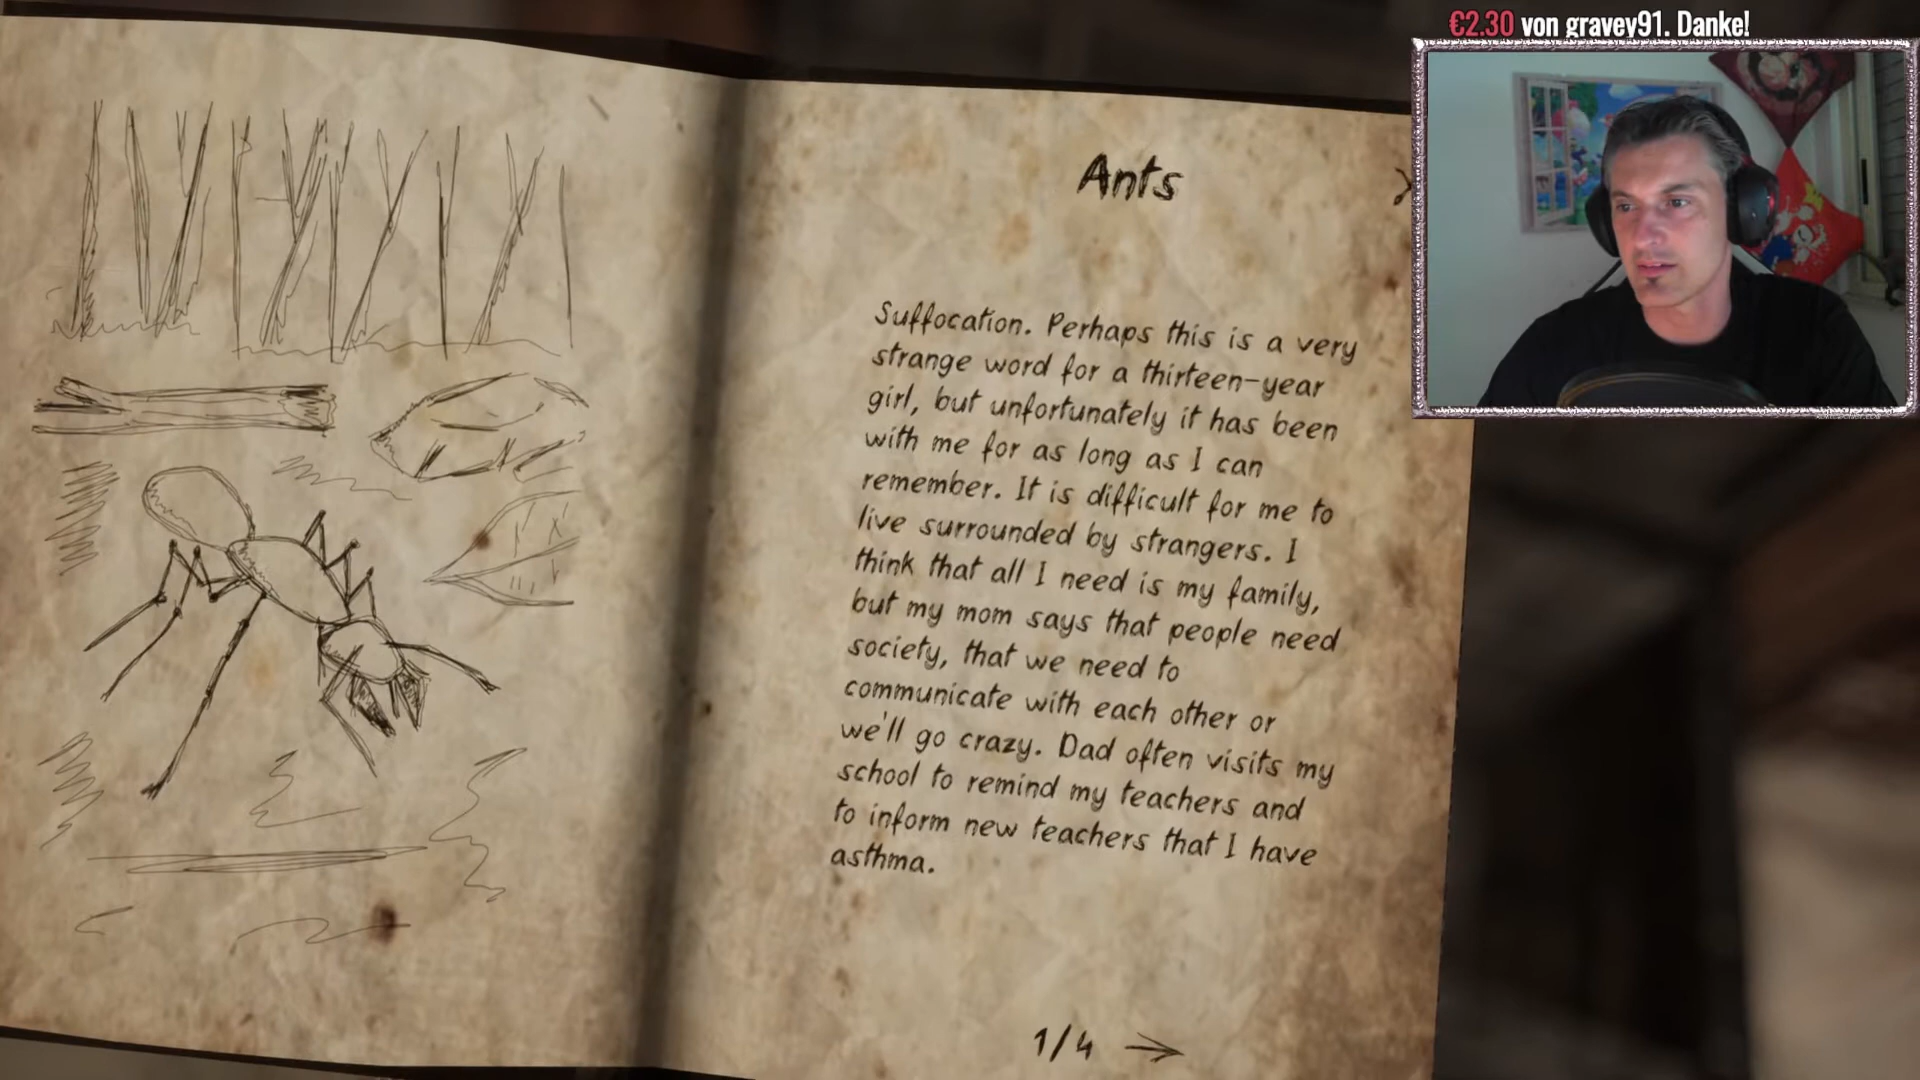 €2.30 von gravey91. Danke!
Ants
Suffocation. Perhaps this is a very
strange word for a thirteen-year
girl, but unfortunately it has been
with me for as long as I can
remember. It is difficult for me to
live surrounded by strangers. I
think that all I need is my family,
but my mom says that people need
society, that we need to
communicate with each other or
we'll go crazy. Dad often visits my
school to remind my teachers and
to inform new teachers that I have
asthma.
1/4 →